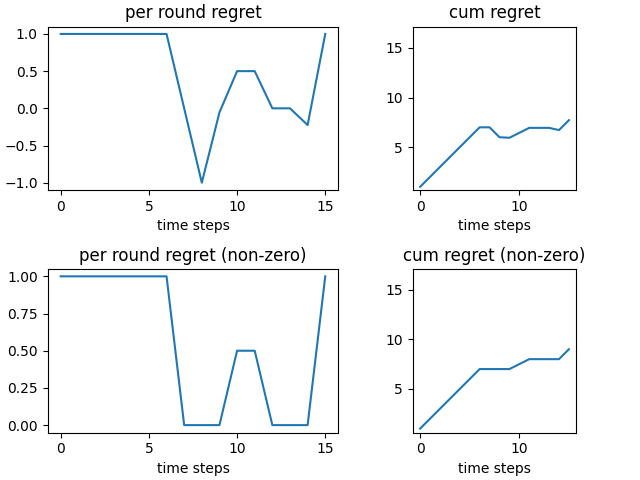 per round regret
1.0
0.5
0.0
−0.5
−1.0
0 5 10 15
time steps
cum regret
15
10
5
0 10
time steps
per round regret (non-zero)
1.00
0.75
0.50
0.25
0.00
0 5 10 15
time steps
cum regret (non-zero)
15
10
5
0 10
time steps